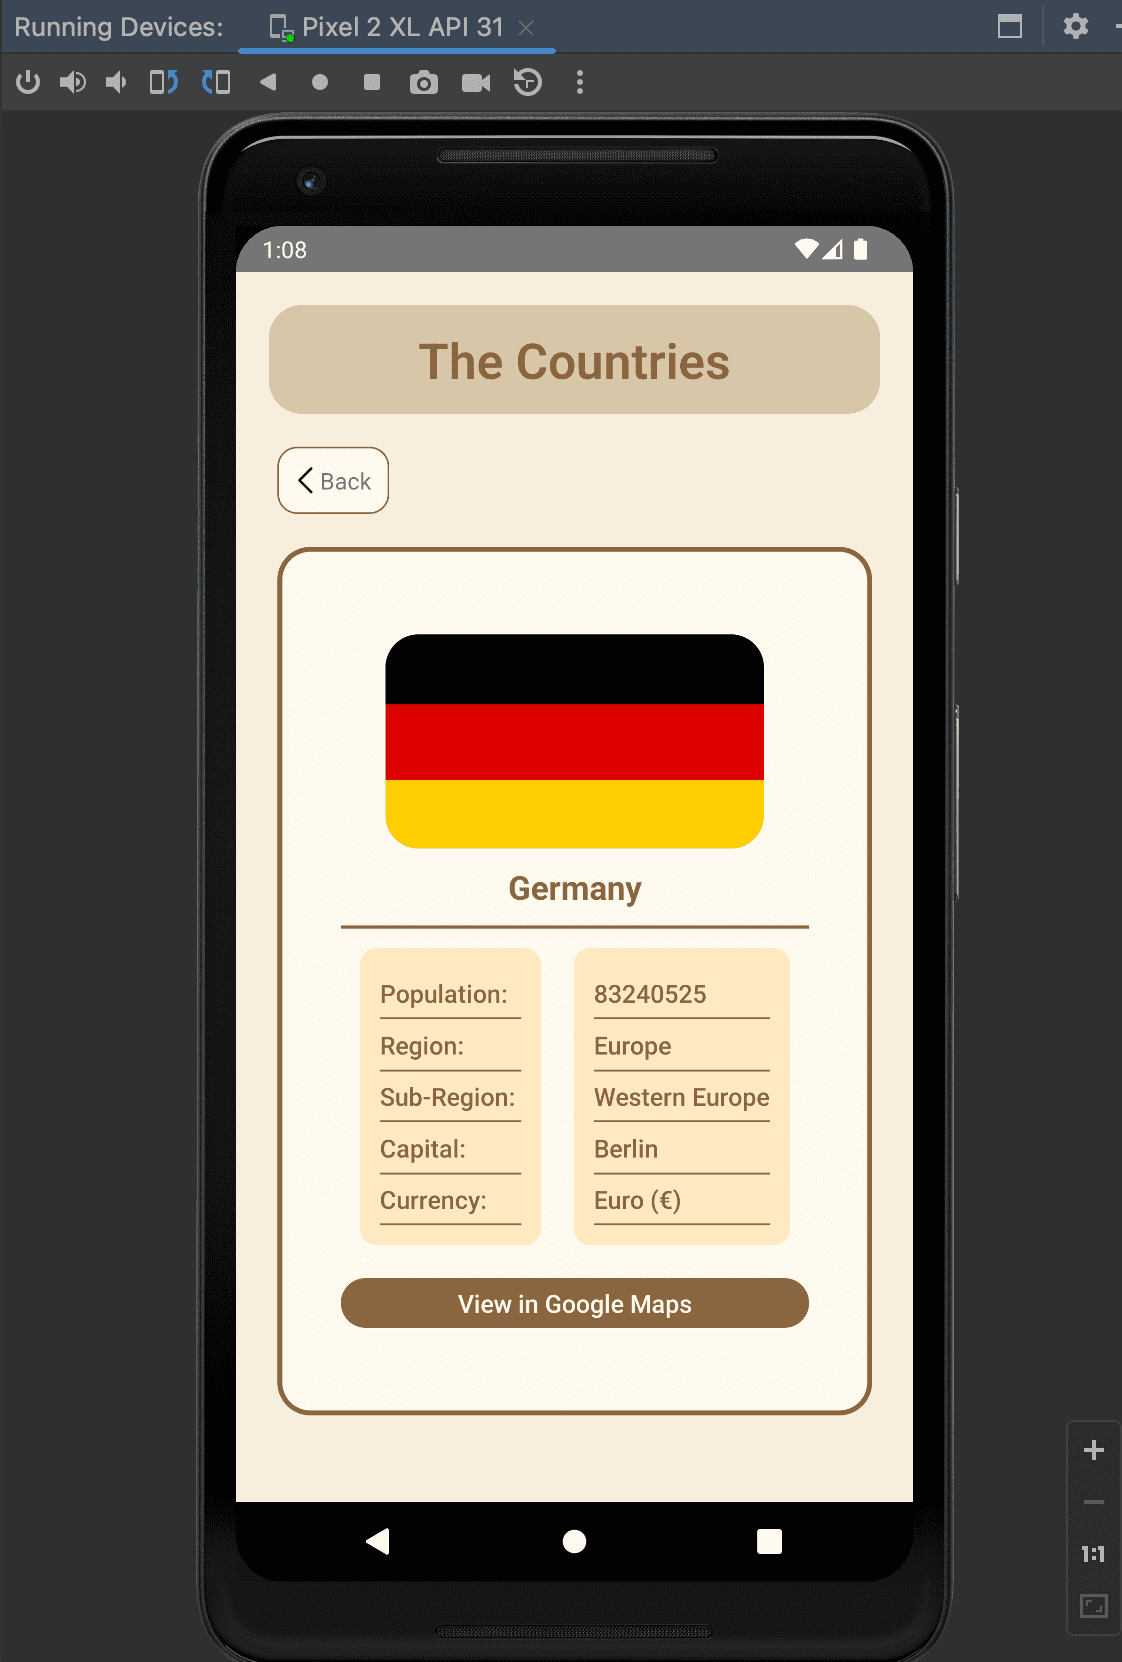 Running Devices: Pixel 2 XL API 31
1:08
The Countries
Back
Germany
Population: 83240525
Region: Europe
Sub-Region: Western Europe
Capital: Berlin
Currency: Euro (€)
View in Google Maps
1:1